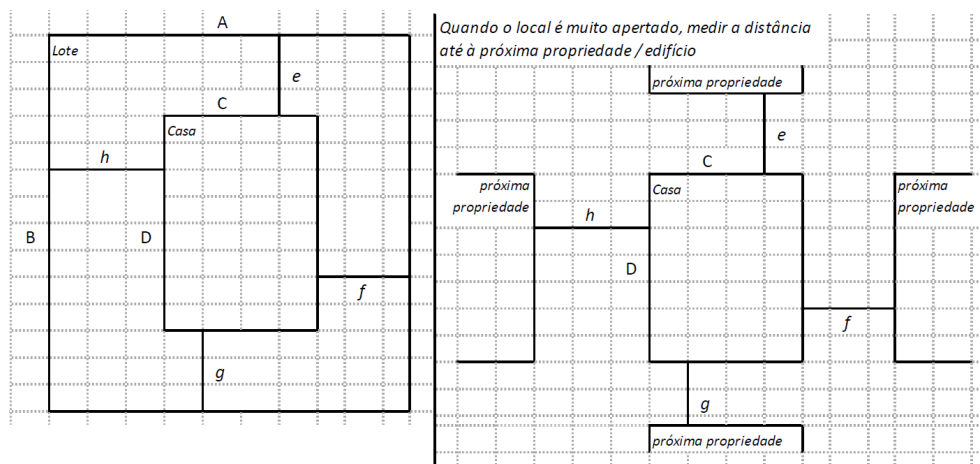 A
Lote
e
C
Casa
h
B
D
f
g
Quando o local é muito apertado, medir a distância
até à próxima propriedade / edifício
próxima propriedade
e
C
próxima
propriedade
Casa
próxima
propriedade
h
D
f
g
próxima propriedade